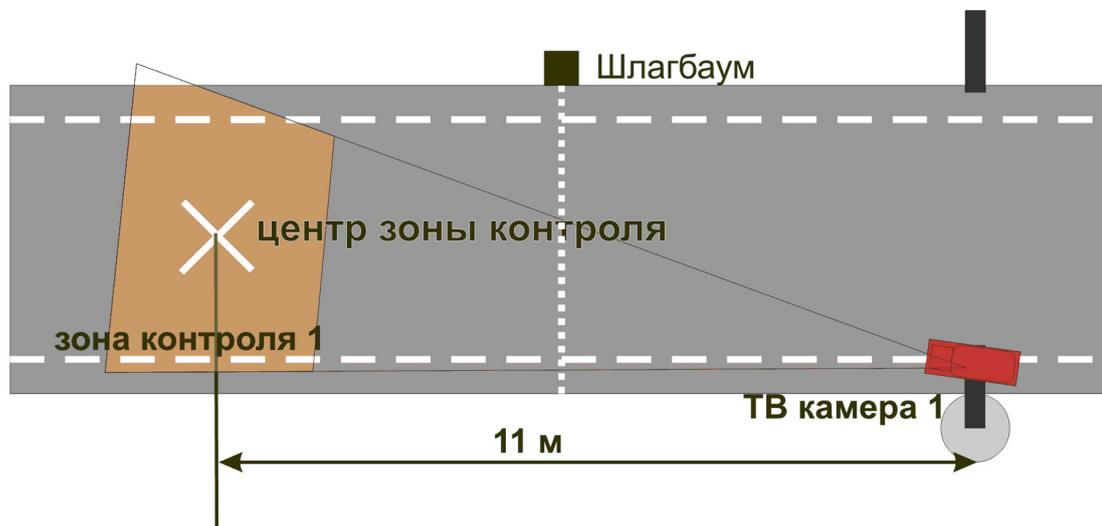 Шлагбаум
центр зоны контроля
зона контроля 1
ТВ камера 1
11 м